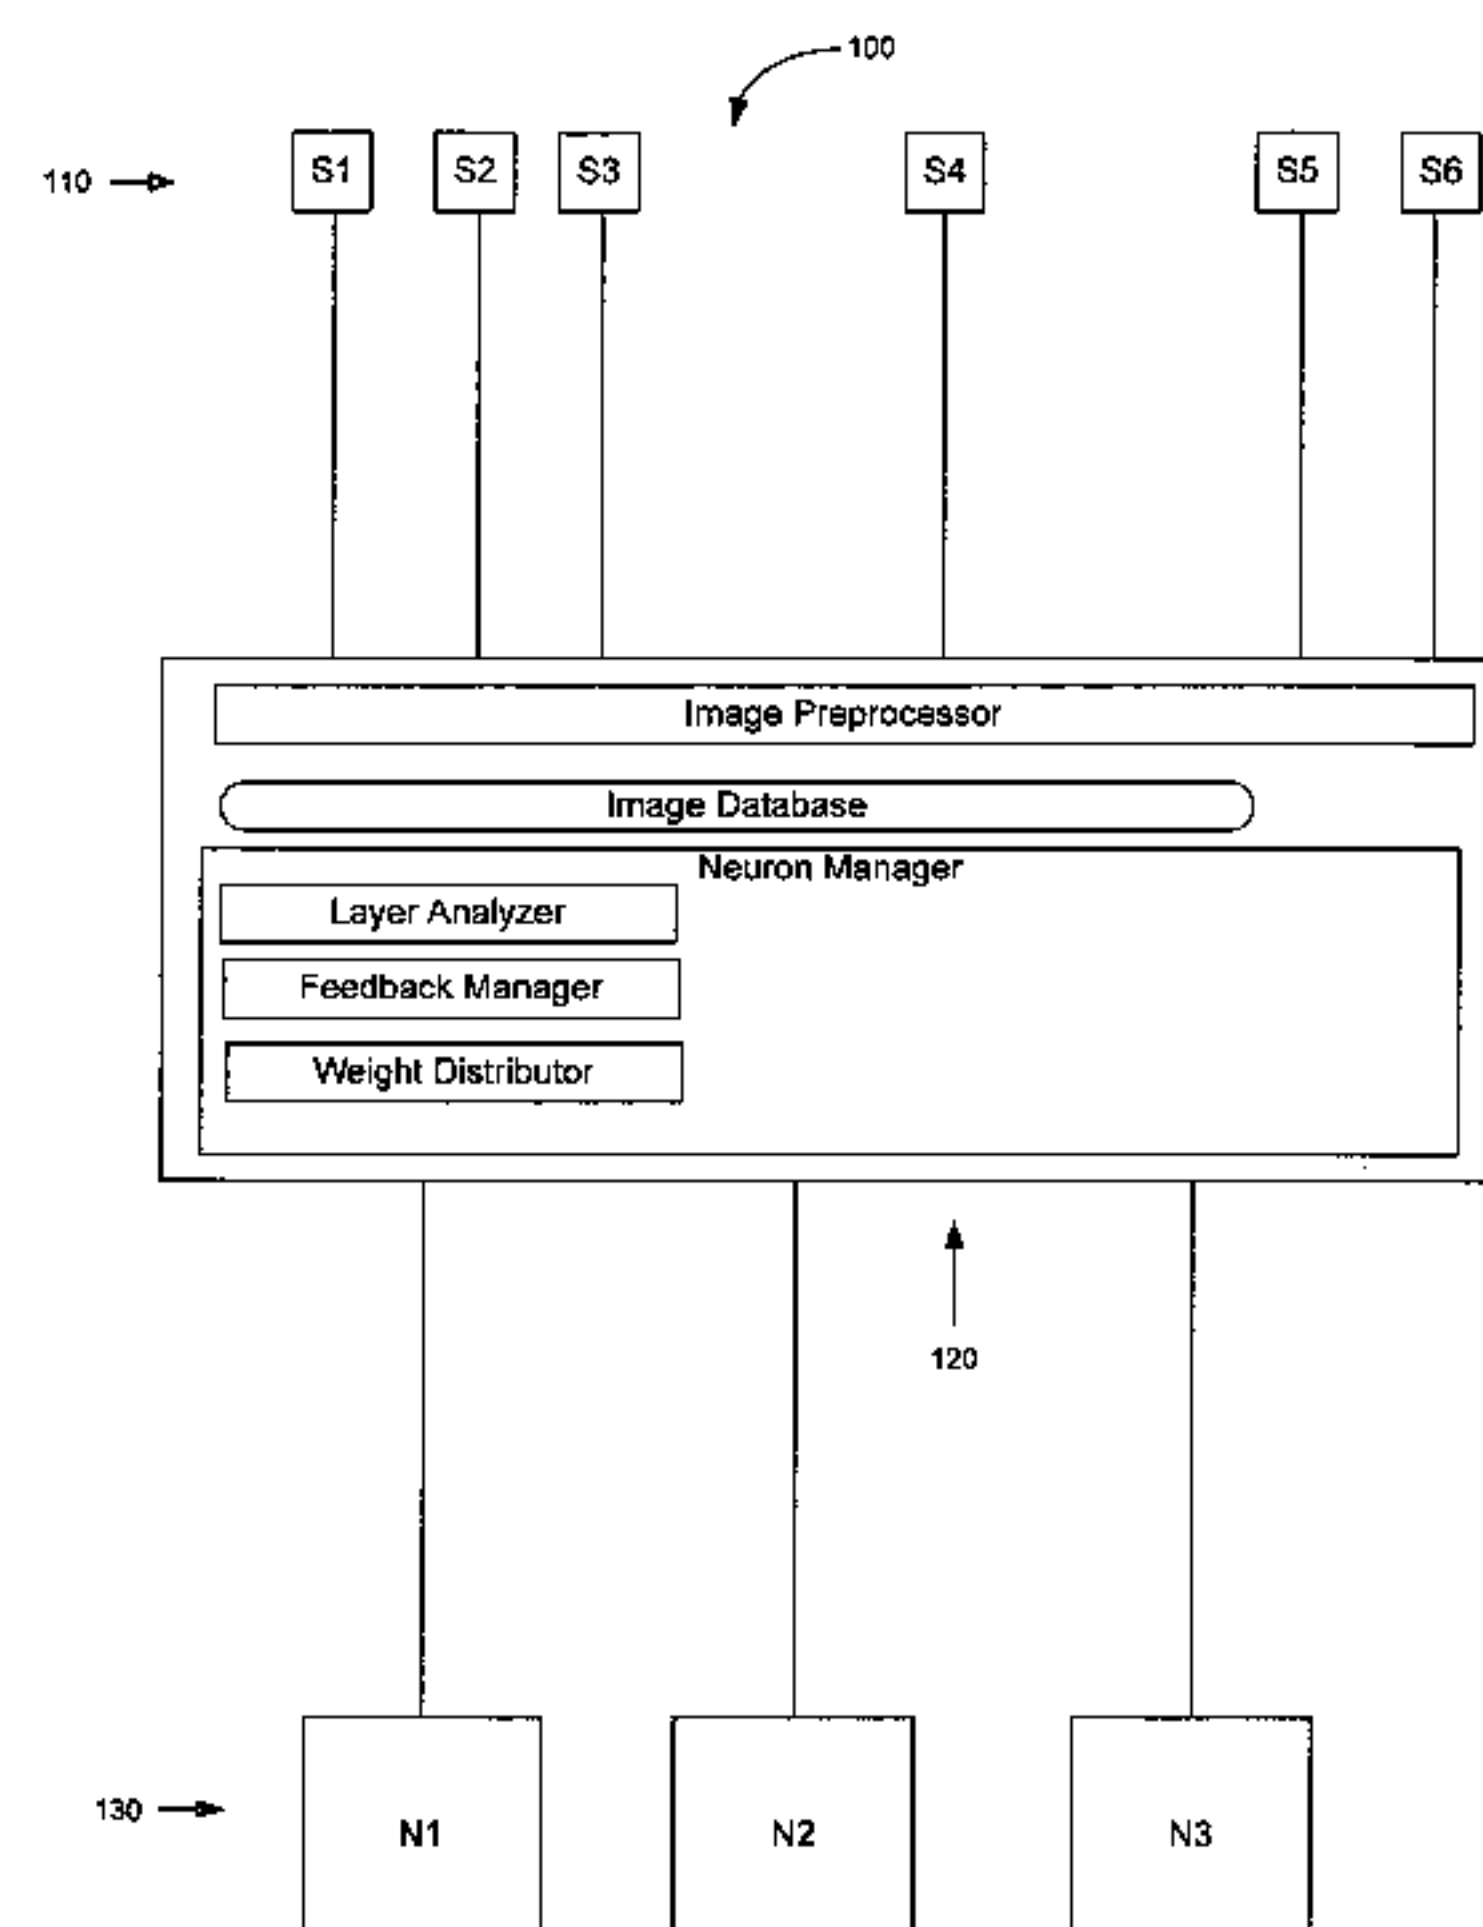 100
110
S1 S2 S3 S4 S5 S6
Image Preprocessor
Image Database
Neuron Manager
Layer Analyzer
Feedback Manager
Weight Distributor
120
130
N1 N2 N3